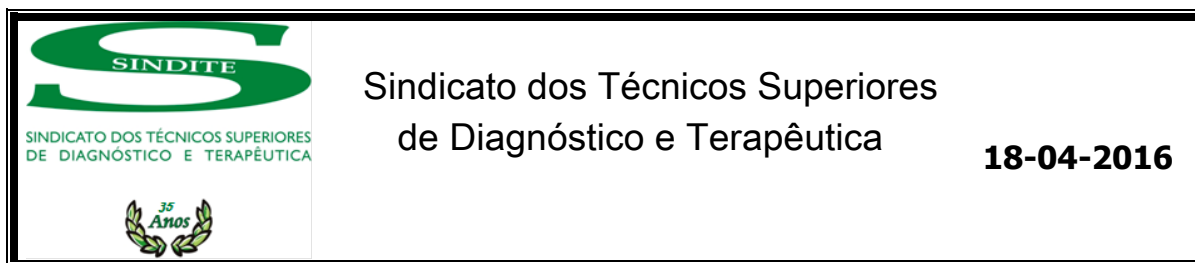 SINDITE
SINDICATO DOS TÉCNICOS SUPERIORES
DE DIAGNÓSTICO E TERAPÊUTICA
35
Anos
Sindicato dos Técnicos Superiores
de Diagnóstico e Terapêutica
18-04-2016